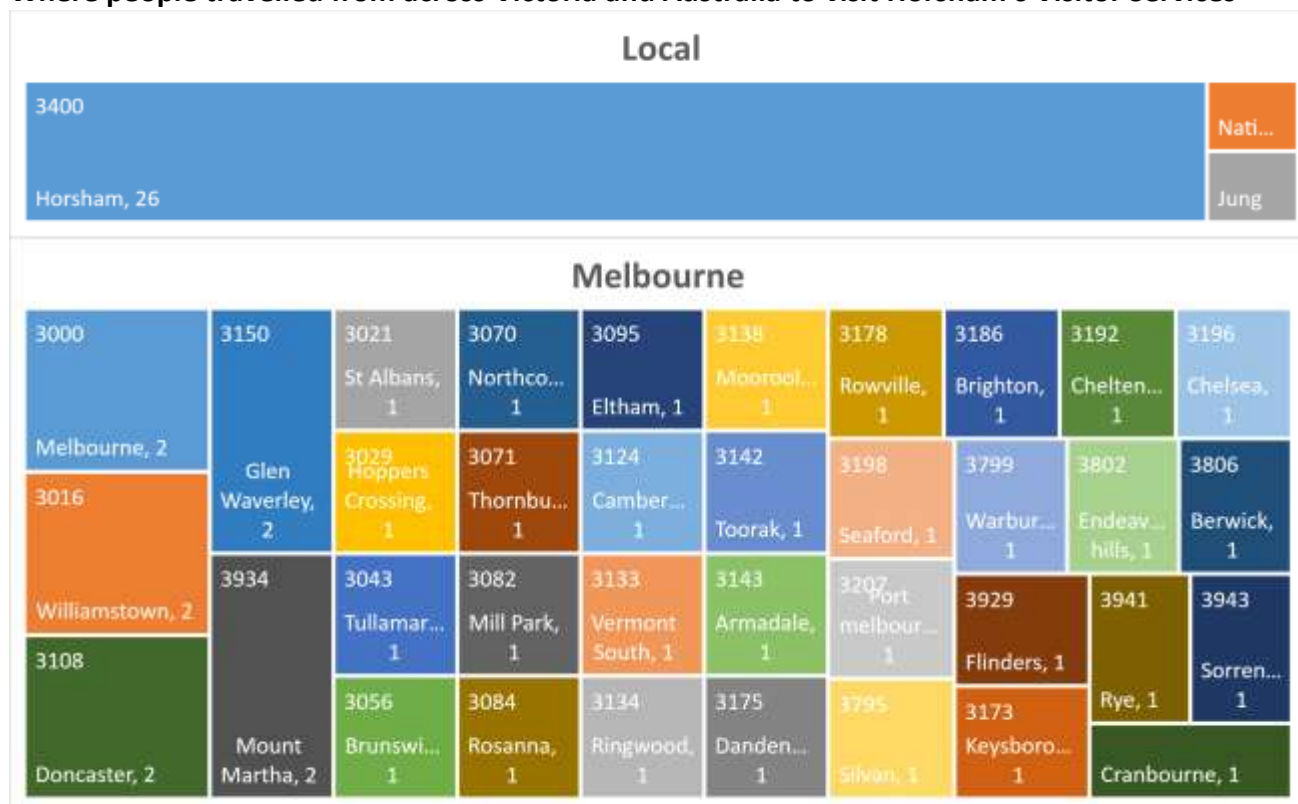 Where people travelled from across Victoria and Australia to visit Horsham's Visitor Services
Local
3400
Horsham, 26
Nati...
Jung
Melbourne
3000
Melbourne, 2
3016
Williamstown, 2
3108
Doncaster, 2
3150
Glen
Waverley,
2
3934
Mount
Martha, 2
3021
St Albans,
1
3029
Hoppers
Crossing,
1
3043
Tullamar...
1
3056
Brunswi...
1
3070
Northco...
1
3071
Thornbu...
1
3082
Mill Park,
1
3084
Rosanna,
1
3095
Eltham, 1
3124
Camber...
1
3133
Vermont
South, 1
3134
Ringwood,
1
3138
Moorool...
1
3142
Toorak, 1
3143
Armadale,
1
3175
Danden...
1
3178
Rowville,
1
3198
Seaford, 1
3207
Port
melbour...
1
3795
Silvan, 1
3186
Brighton,
1
3799
Warbur...
1
3929
Flinders, 1
3173
Keysboro...
1
3192
Chelten...
1
3802
Endeav...
hills, 1
3941
Rye, 1
3196
Chelsea,
1
3806
Berwick,
1
3943
Sorren...
1
Cranbourne, 1